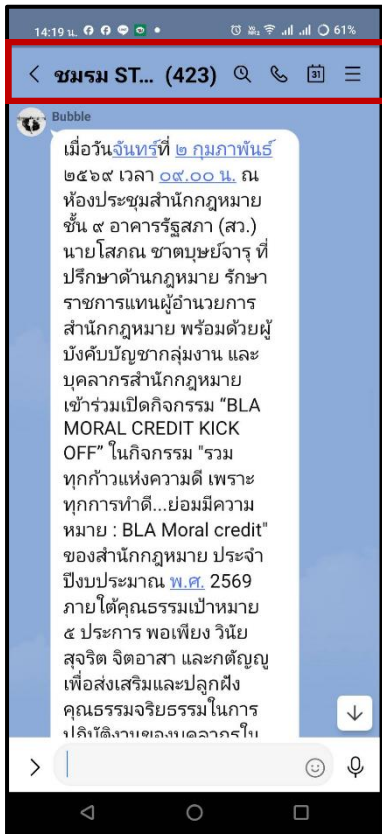 14:19 น. 61%
ชมรม ST... (423)
31
Bubble
เมื่อวันจันทร์ที่ ๒ กุมภาพันธ์
๒๕๖๙ เวลา ๐๙.๐๐ น. ณ
ห้องประชุมสำนักกฎหมาย
ชั้น ๙ อาคารรัฐสภา (สว.)
นายโสภณ ชาตบุษย์จารุ ที่
ปรึกษาด้านกฎหมาย รักษา
ราชการแทนผู้อำนวยการ
สำนักกฎหมาย พร้อมด้วยผู้
บังคับบัญชากลุ่มงาน และ
บุคลากรสำนักกฎหมาย
เข้าร่วมเปิดกิจกรรม “BLA
MORAL CREDIT KICK
OFF” ในกิจกรรม "รวม
ทุกก้าวแห่งความดี เพราะ
ทุกการทำดี...ย่อมมีความ
หมาย : BLA Moral credit"
ของสำนักกฎหมาย ประจำ
ปีงบประมาณ พ.ศ. 2569
ภายใต้คุณธรรมเป้าหมาย
๕ ประการ พอเพียง วินัย
สุจริต จิตอาสา และกตัญญู
เพื่อส่งเสริมและปลูกฝัง
คุณธรรมจริยธรรมในการ
ปฏิบัติงานของบุคลากรใน